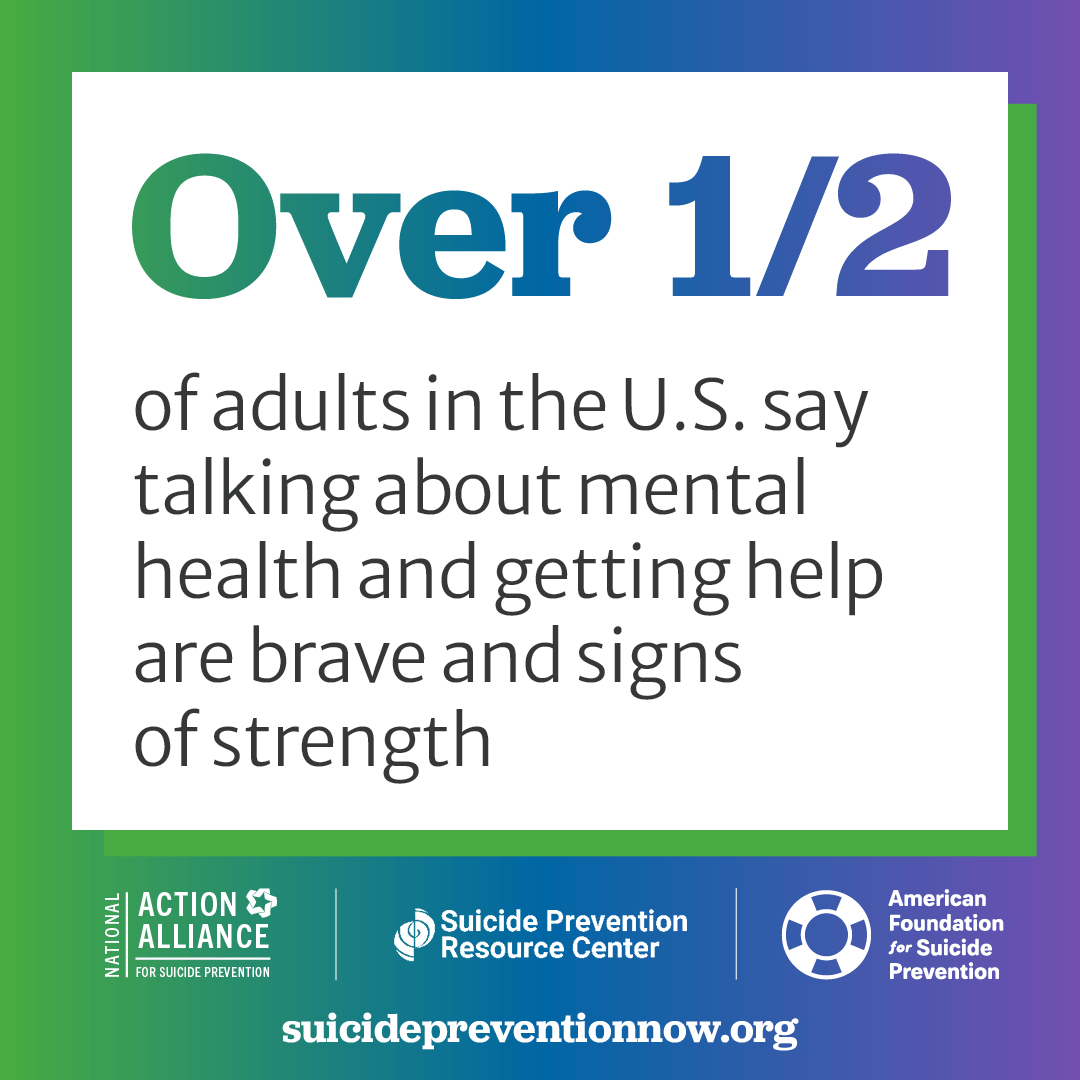 Over 1/2
of adults in the U.S. say
talking about mental
health and getting help
are brave and signs
of strength
NATIONAL
ACTION
ALLIANCE
FOR SUICIDE PREVENTION
Suicide Prevention
Resource Center
American
Foundation
for Suicide
Prevention
suicidepreventionnow.org